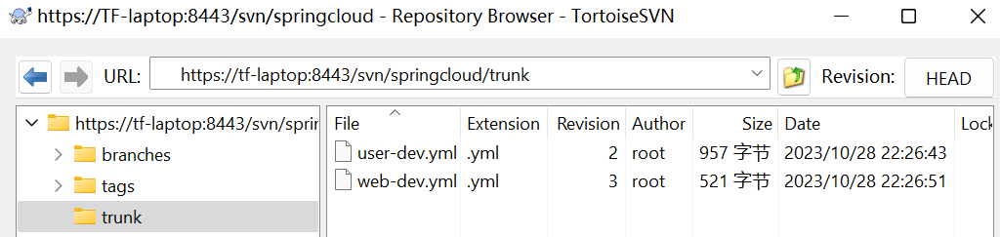 https://TF-laptop:8443/svn/springcloud - Repository Browser - TortoiseSVN
URL: https://tf-laptop:8443/svn/springcloud/trunk Revision: HEAD
https://tf-laptop:8443/svn/sprin
branches
tags
trunk
File Extension Revision Author Size Date Lock
user-dev.yml .yml 2 root 957 字节 2023/10/28 22:26:43
web-dev.yml .yml 3 root 521 字节 2023/10/28 22:26:51